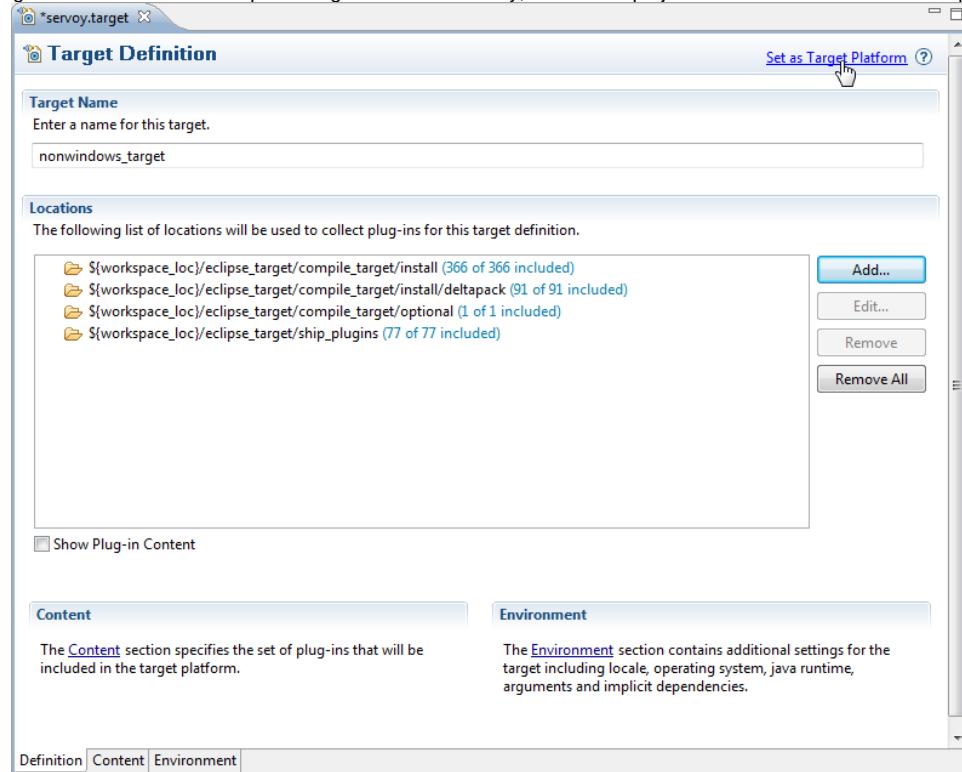 *servoy.target
Target Definition
Set as Target Platform
Target Name
Enter a name for this target.
nonwindows_target
Locations
The following list of locations will be used to collect plug-ins for this target definition.
${workspace_loc}/eclipse_target/compile_target/install (366 of 366 included)
${workspace_loc}/eclipse_target/compile_target/install/deltapack (91 of 91 included)
${workspace_loc}/eclipse_target/compile_target/optional (1 of 1 included)
${workspace_loc}/eclipse_target/ship_plugins (77 of 77 included)
Add...
Edit...
Remove
Remove All
Show Plug-in Content
Content
The Content section specifies the set of plug-ins that will be
included in the target platform.
Environment
The Environment section contains additional settings for the
target including locale, operating system, java runtime,
arguments and implicit dependencies.
Definition Content Environment